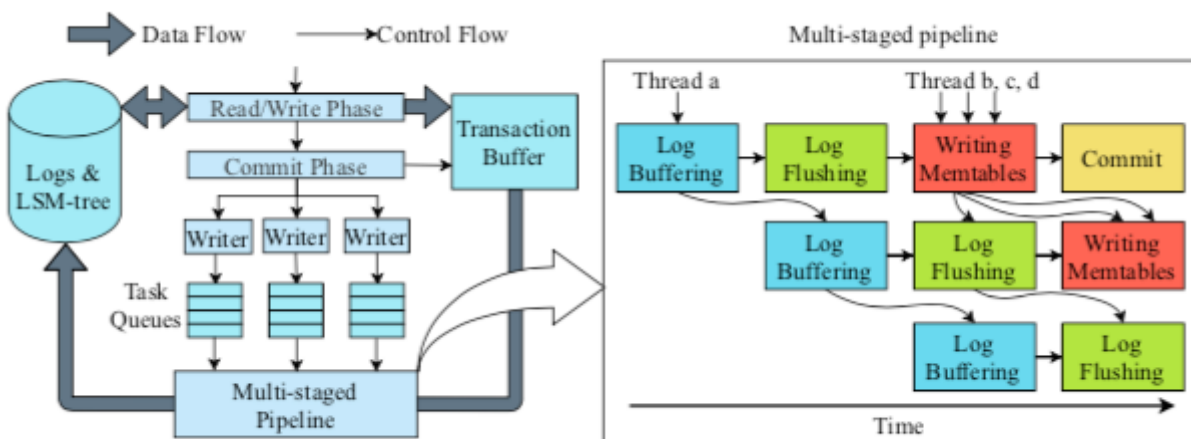 Data Flow
Control Flow
Read/Write Phase
Commit Phase
Transaction
Buffer
Logs &
LSM-tree
Writer
Writer
Writer
Task
Queues
Multi-staged
Pipeline
Multi-staged pipeline
Thread a
Thread b, c, d
Log
Buffering
Log
Flushing
Writing
Memtables
Commit
Log
Buffering
Log
Flushing
Writing
Memtables
Log
Buffering
Log
Flushing
Time